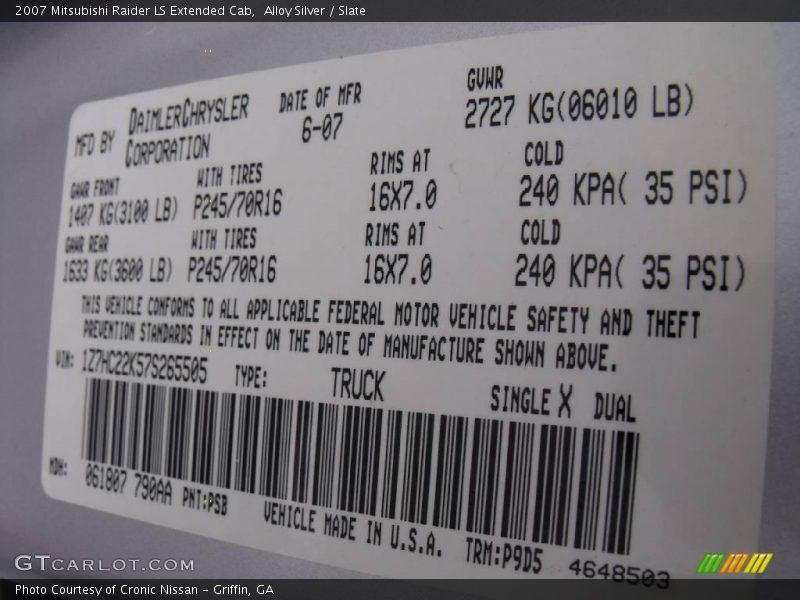 2007 Mitsubishi Raider LS Extended Cab, Alloy Silver / Slate
MFD BY DAIMLERCHRYSLER CORPORATION
DATE OF MFR 6-07
GVWR 2727 KG(06010 LB)
GAWR FRONT 1407 KG(3100 LB)
WITH TIRES P245/70R16
RIMS AT 16X7.0
COLD 240 KPA( 35 PSI)
GAWR REAR 1633 KG(3600 LB)
WITH TIRES P245/70R16
RIMS AT 16X7.0
COLD 240 KPA( 35 PSI)
THIS VEHICLE CONFORMS TO ALL APPLICABLE FEDERAL MOTOR VEHICLE SAFETY AND THEFT
PREVENTION STANDARDS IN EFFECT ON THE DATE OF MANUFACTURE SHOWN ABOVE.
VIN: 1Z7HC22K57S265505 TYPE: TRUCK SINGLE X DUAL
MDH: 061807 790AA PNT:PSB
VEHICLE MADE IN U.S.A. TRM:P9D5 4648503
GTCARLOT.COM
Photo Courtesy of Cronic Nissan – Griffin, GA